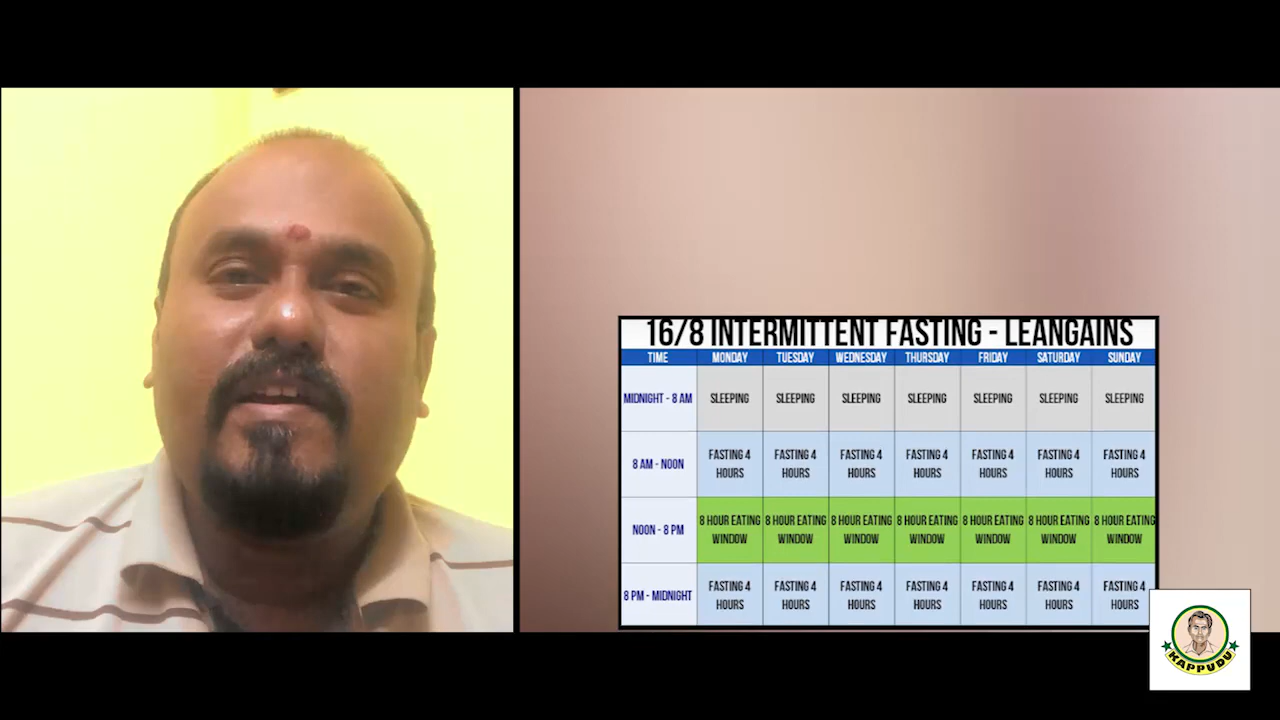 16/8 INTERMITTENT FASTING - LEANGAINS
TIME MONDAY TUESDAY WEDNESDAY THURSDAY FRIDAY SATURDAY SUNDAY
MIDNIGHT - 8 AM SLEEPING SLEEPING SLEEPING SLEEPING SLEEPING SLEEPING SLEEPING
FASTING 4 FASTING 4 FASTING 4 FASTING 4 FASTING 4 FASTING 4 FASTING 4
8 AM - NOON
HOURS HOURS HOURS HOURS HOURS HOURS HOURS
8 HOUR EATING 8 HOUR EATING 8 HOUR EATING 8 HOUR EATING 8 HOUR EATING 8 HOUR EATING 8 HOUR EATING
NOON - 8 PM
WINDOW WINDOW WINDOW WINDOW WINDOW WINDOW WINDOW
FASTING 4 FASTING 4 FASTING 4 FASTING 4 FASTING 4 FASTING 4 FASTING 4
8 PM - MIDNIGHT
HOURS HOURS HOURS HOURS HOURS HOURS HOURS
KAPPUDU